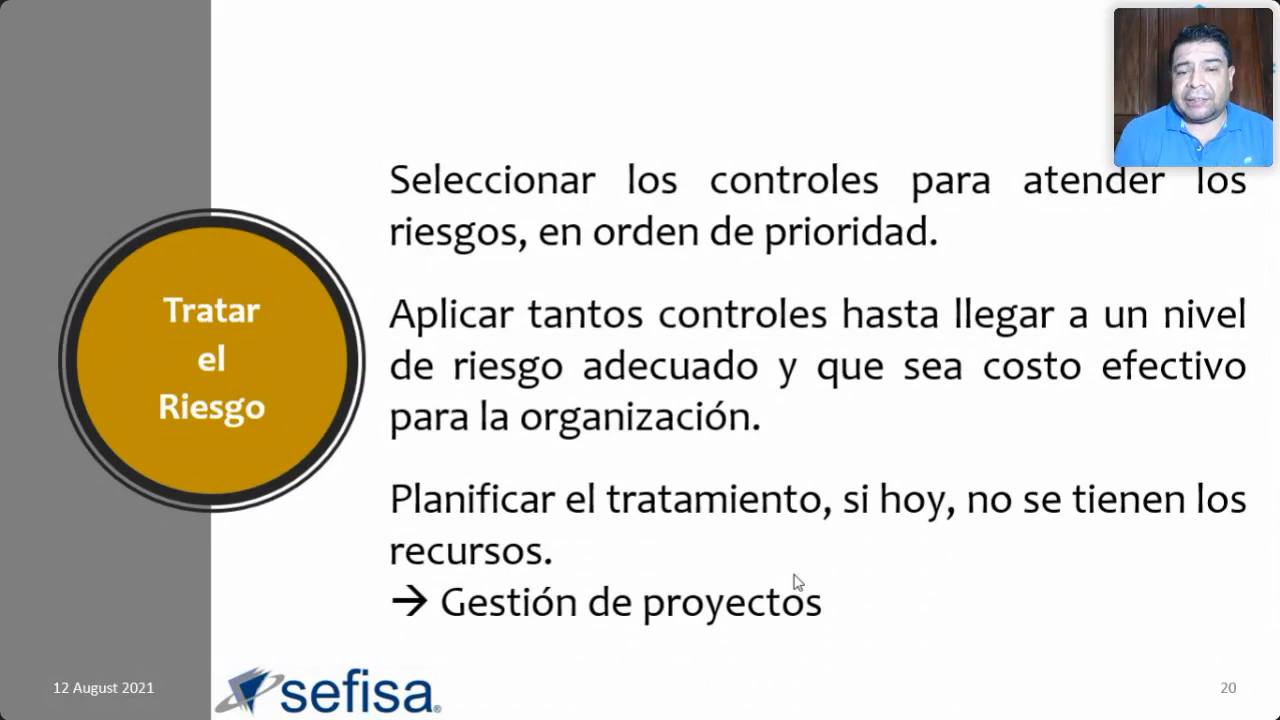 Seleccionar los controles para atender los
riesgos, en orden de prioridad.
Tratar
el
Riesgo
Aplicar tantos controles hasta llegar a un nivel
de riesgo adecuado y que sea costo efectivo
para la organización.
Planificar el tratamiento, si hoy, no se tienen los
recursos.
→ Gestión de proyectos
12 August 2021
sefisa®
20